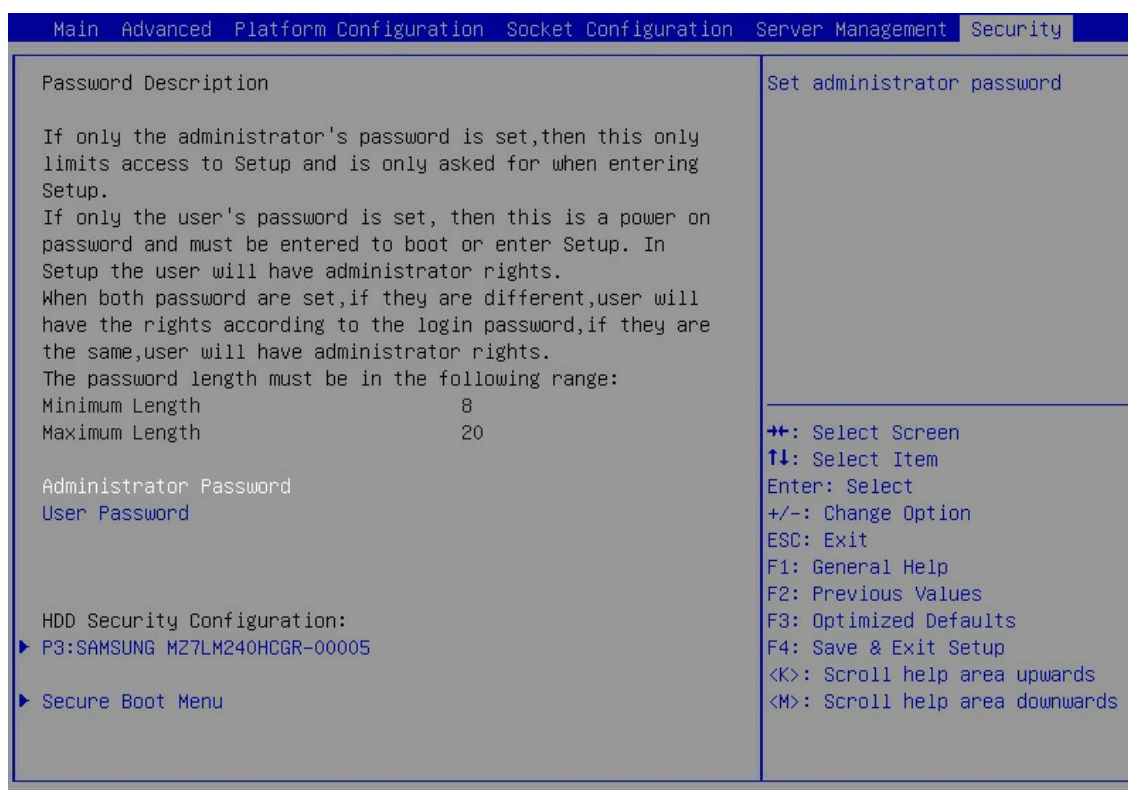 Main Advanced Platform Configuration Socket Configuration Server Management Security
Password Description
If only the administrator's password is set,then this only
limits access to Setup and is only asked for when entering
Setup.
If only the user's password is set, then this is a power on
password and must be entered to boot or enter Setup. In
Setup the user will have administrator rights.
When both password are set,if they are different,user will
have the rights according to the login password,if they are
the same,user will have administrator rights.
The password length must be in the following range:
Minimum Length 8
Maximum Length 20
Administrator Password
User Password
HDD Security Configuration:
▶ P3:SAMSUNG MZ7LM240HCGR-00005
▶ Secure Boot Menu
Set administrator password
→←: Select Screen
↑↓: Select Item
Enter: Select
+/-: Change Option
ESC: Exit
F1: General Help
F2: Previous Values
F3: Optimized Defaults
F4: Save & Exit Setup
<K>: Scroll help area upwards
<M>: Scroll help area downwards